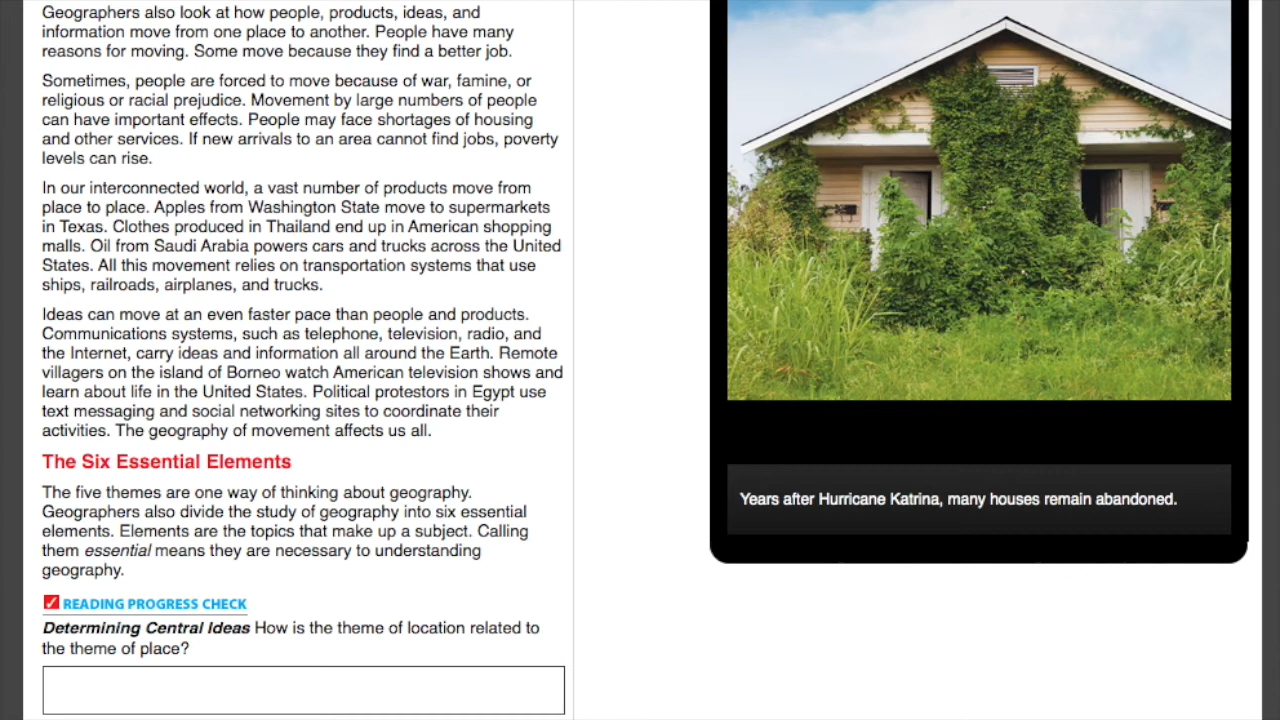 Geographers also look at how people, products, ideas, and
information move from one place to another. People have many
reasons for moving. Some move because they find a better job.
Sometimes, people are forced to move because of war, famine, or
religious or racial prejudice. Movement by large numbers of people
can have important effects. People may face shortages of housing
and other services. If new arrivals to an area cannot find jobs, poverty
levels can rise.
In our interconnected world, a vast number of products move from
place to place. Apples from Washington State move to supermarkets
in Texas. Clothes produced in Thailand end up in American shopping
malls. Oil from Saudi Arabia powers cars and trucks across the United
States. All this movement relies on transportation systems that use
ships, railroads, airplanes, and trucks.
Ideas can move at an even faster pace than people and products.
Communications systems, such as telephone, television, radio, and
the Internet, carry ideas and information all around the Earth. Remote
villagers on the island of Borneo watch American television shows and
learn about life in the United States. Political protestors in Egypt use
text messaging and social networking sites to coordinate their
activities. The geography of movement affects us all.
The Six Essential Elements
The five themes are one way of thinking about geography.
Geographers also divide the study of geography into six essential
elements. Elements are the topics that make up a subject. Calling
them essential means they are necessary to understanding
geography.
READING PROGRESS CHECK
Determining Central Ideas How is the theme of location related to
the theme of place?
Years after Hurricane Katrina, many houses remain abandoned.